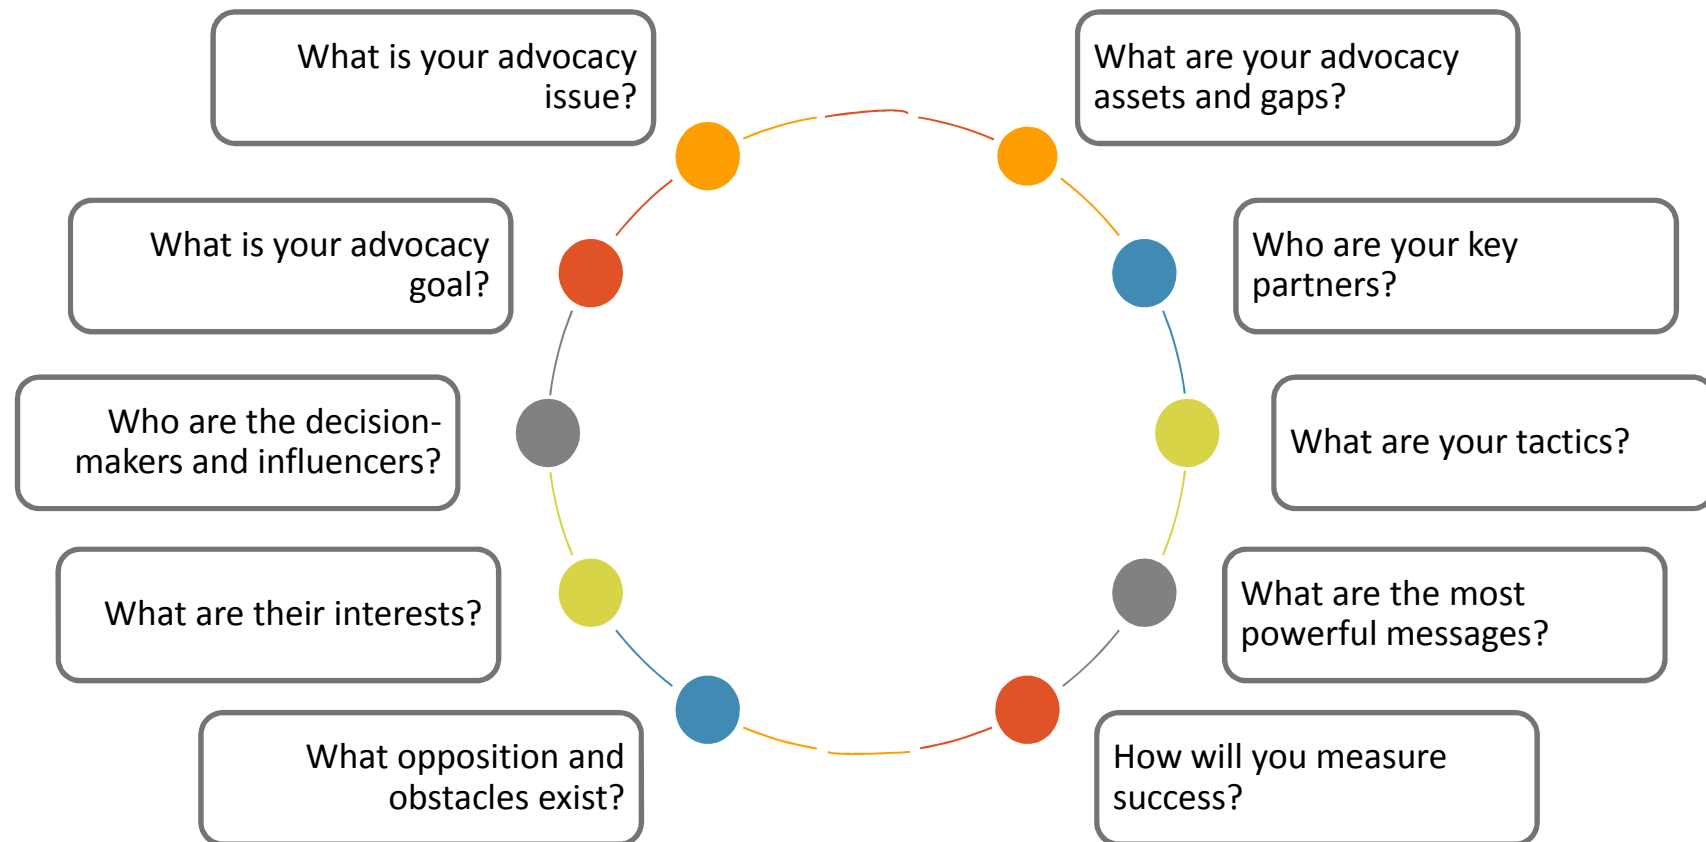 What is your advocacy
issue?
What is your advocacy
goal?
Who are the decision-
makers and influencers?
What are their interests?
What opposition and
obstacles exist?
What are your advocacy
assets and gaps?
Who are your key
partners?
What are your tactics?
What are the most
powerful messages?
How will you measure
success?